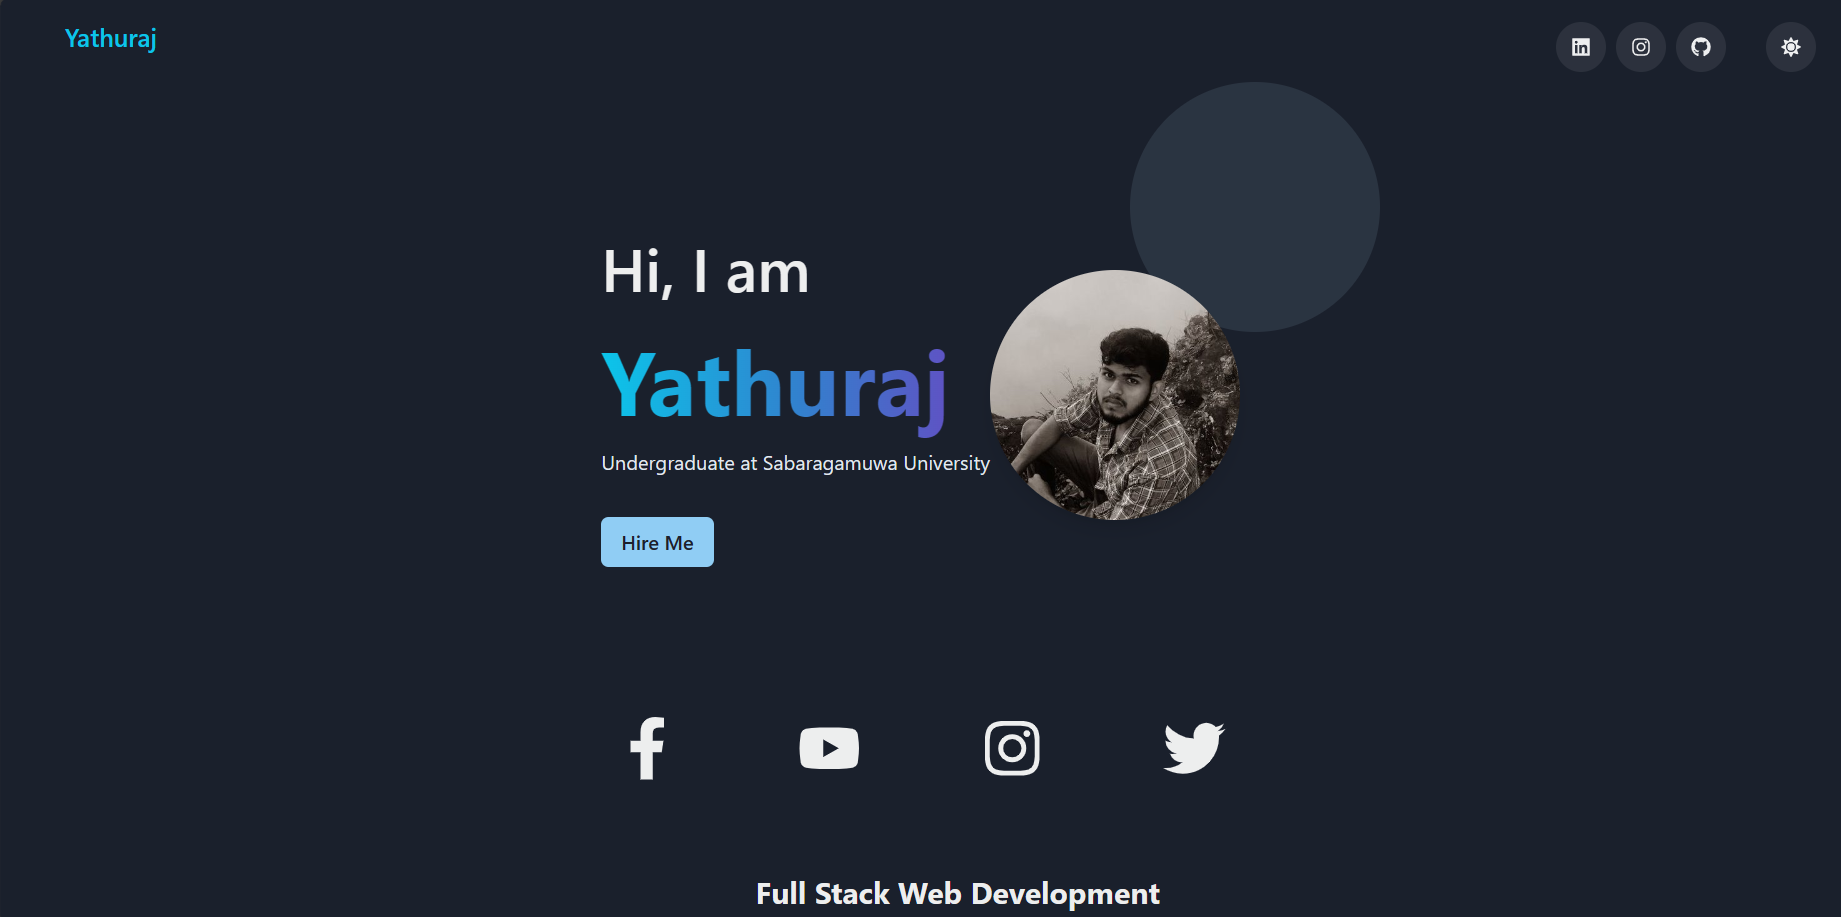 Yathuraj
Hi, I am
Yathuraj
Undergraduate at Sabaragamuwa University
Hire Me
Full Stack Web Development